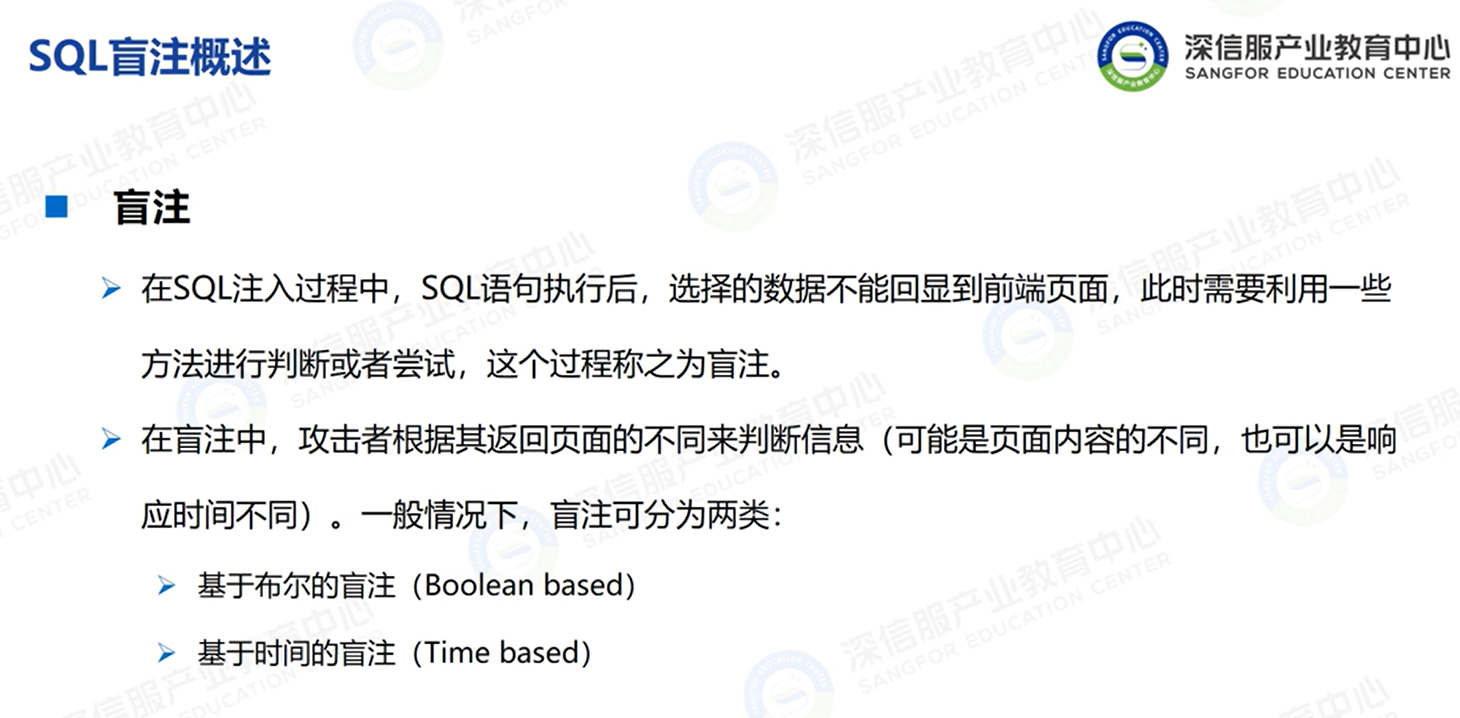 SQL盲注概述
深信服产业教育中心
SANGFOR EDUCATION CENTER
盲注
在SQL注入过程中，SQL语句执行后，选择的数据不能回显到前端页面，此时需要利用一些
方法进行判断或者尝试，这个过程称之为盲注。
在盲注中，攻击者根据其返回页面的不同来判断信息（可能是页面内容的不同，也可以是响
应时间不同）。一般情况下，盲注可分为两类：
基于布尔的盲注（Boolean based）
基于时间的盲注（Time based）